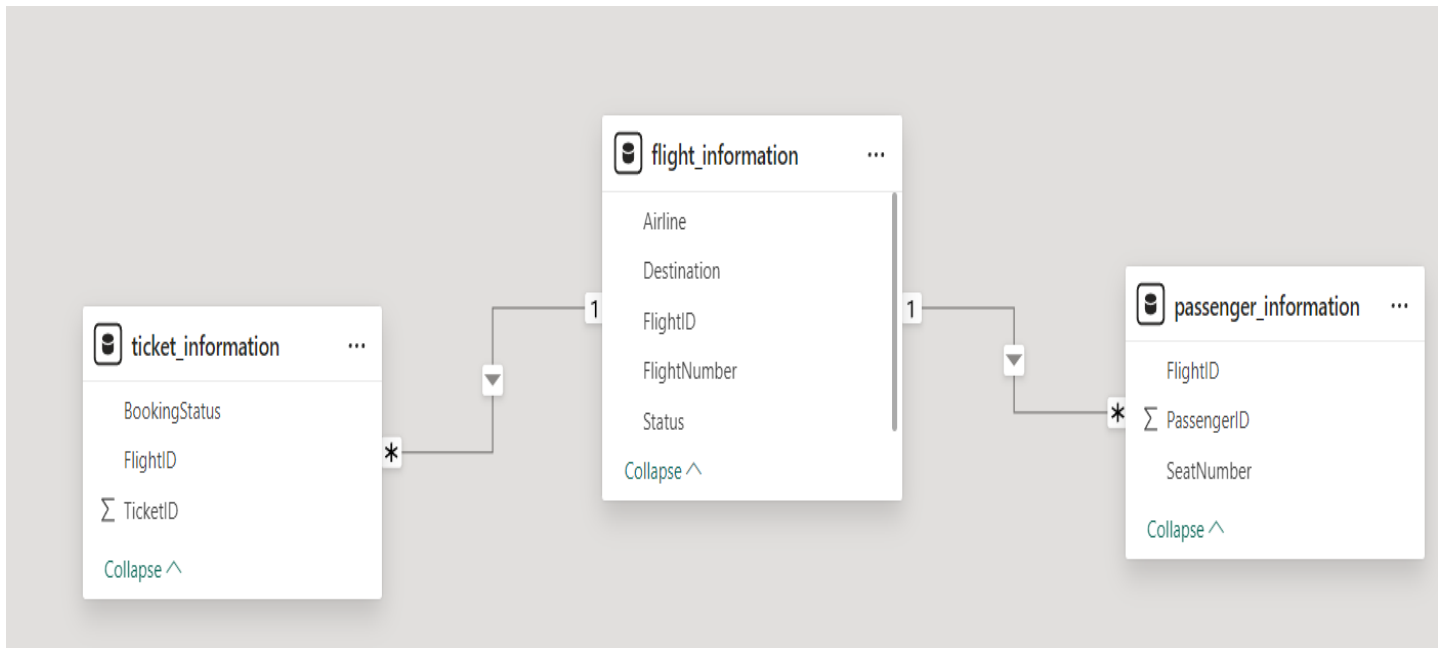 flight_information
...
Airline
Destination
FlightID
FlightNumber
Status
Collapse
1
1
ticket_information
...
BookingStatus
FlightID
∑ TicketID
Collapse
*
passenger_information
...
FlightID
∑ PassengerID
SeatNumber
Collapse
*